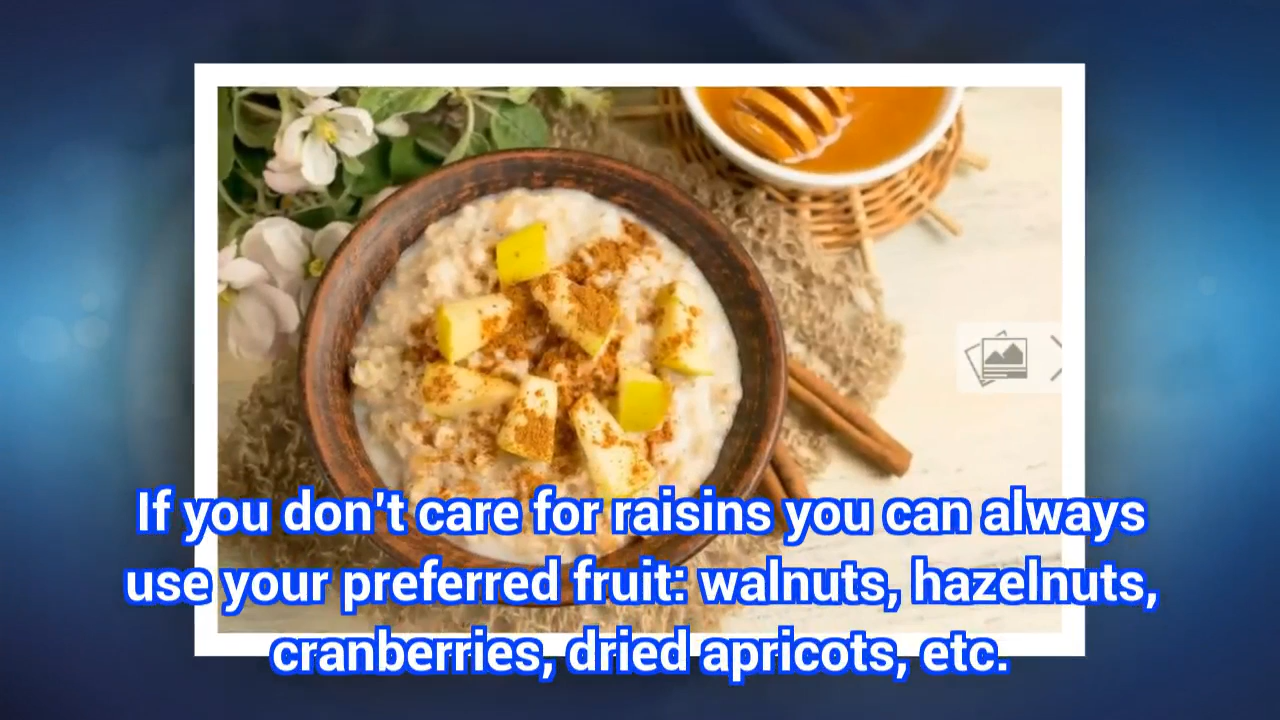 If you don't care for raisins you can always
use your preferred fruit: walnuts, hazelnuts,
cranberries, dried apricots, etc.